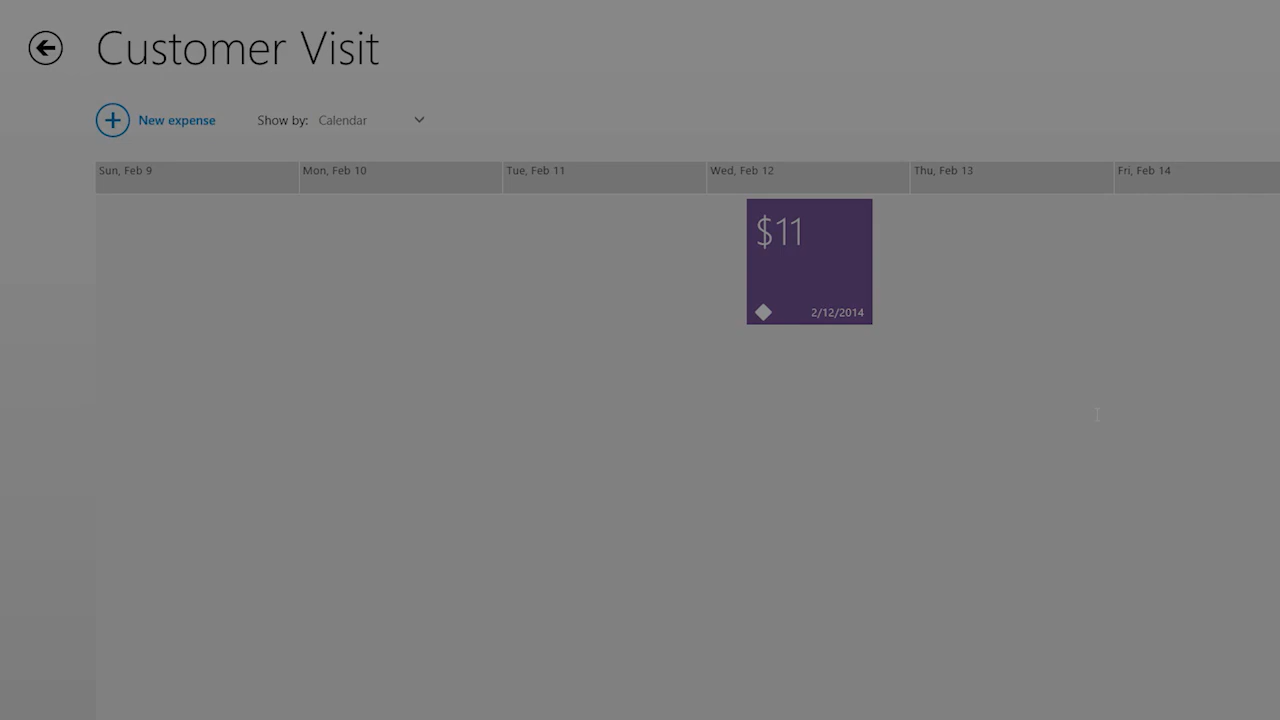 Customer Visit
New expense Show by: Calendar
Sun, Feb 9 Mon, Feb 10 Tue, Feb 11 Wed, Feb 12 Thu, Feb 13 Fri, Feb 14
$11
2/12/2014